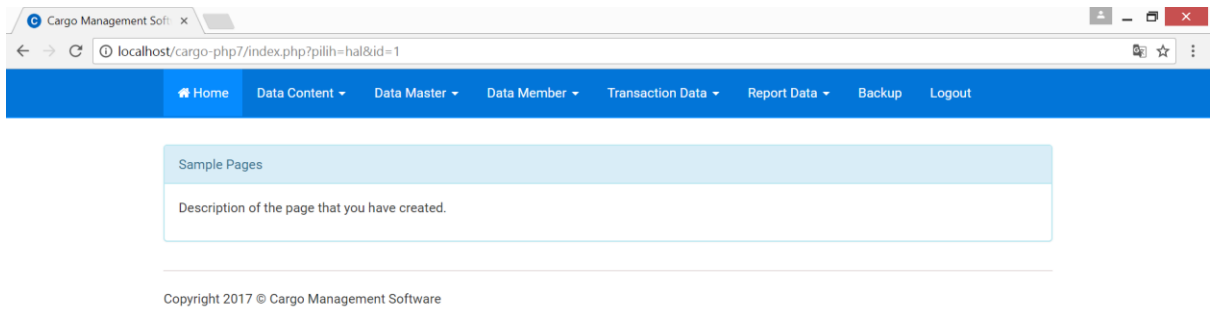 Cargo Management Soft
localhost/cargo-php7/index.php?pilih=hal&id=1
Home Data Content Data Master Data Member Transaction Data Report Data Backup Logout
Sample Pages
Description of the page that you have created.
Copyright 2017 © Cargo Management Software